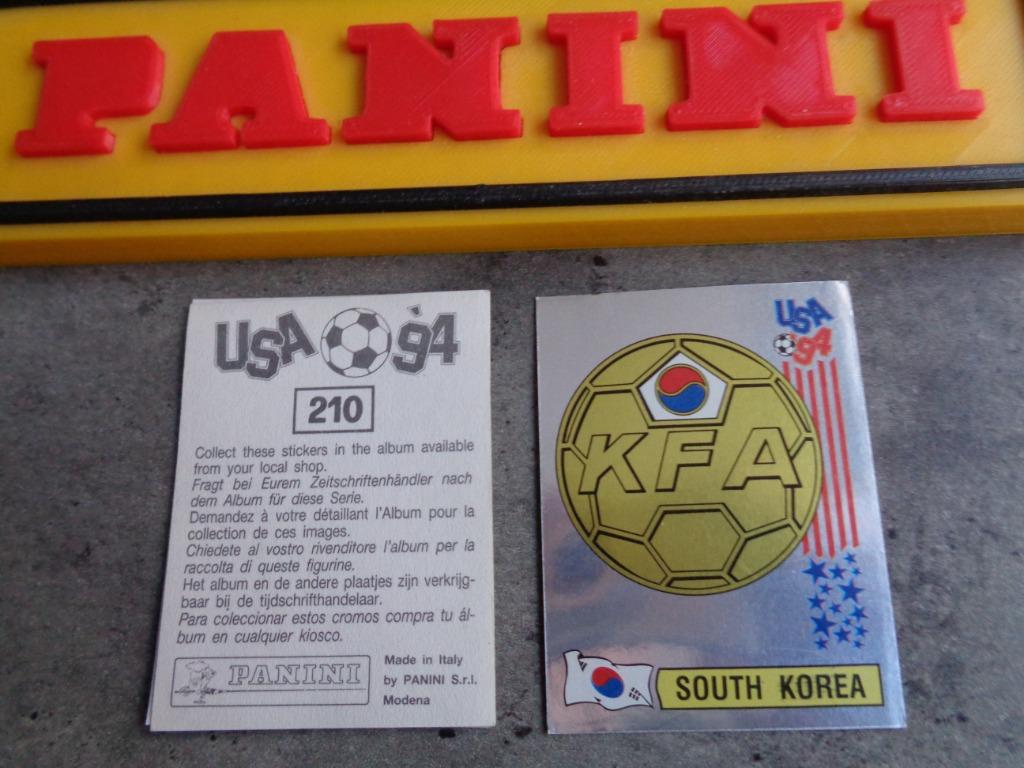 PANINI
USA '94
210
Collect these stickers in the album available
from your local shop.
Fragt bei Eurem Zeitschriftenhändler nach
dem Album für diese Serie.
Demandez à votre détaillant l'Album pour la
collection de ces images.
Chiedete al vostro rivenditore l'album per la
raccolta di queste figurine.
Het album en de andere plaatjes zijn verkrijg-
baar bij de tijdschrifthandelaar.
Para coleccionar estos cromos compra tu ál-
bum en cualquier kiosco.
PANINI
Made in Italy
by PANINI S.r.l.
Modena
USA
'94
KFA
SOUTH KOREA